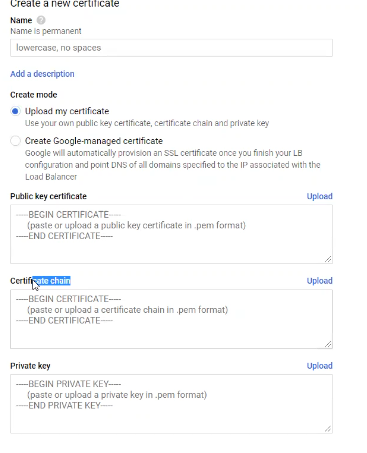 Create a new certificate
Name
Name is permanent
lowercase, no spaces
Add a description
Create mode
Upload my certificate
Use your own public key certificate, certificate chain and private key
Create Google-managed certificate
Google will automatically provision an SSL certificate once you finish your LB
configuration and point DNS of all domains specified to the IP associated with the
Load Balancer
Public key certificate Upload
-----BEGIN CERTIFICATE-----
(paste or upload a public key certificate in .pem format)
-----END CERTIFICATE-----
Certificate chain Upload
-----BEGIN CERTIFICATE-----
(paste or upload a certificate chain in .pem format)
-----END CERTIFICATE-----
Private key Upload
-----BEGIN PRIVATE KEY-----
(paste or upload a private key in .pem format)
-----END PRIVATE KEY-----